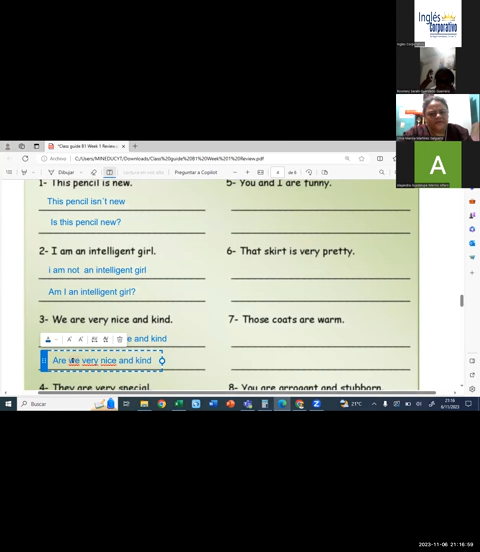 Inglés
Corporativo
*Class guide B1 Week 1 Review.p
Archivo
C:/Users/MINEDUCYT/Downloads/Class%20guide%20B1%20Week%201%20Review.pdf
Dibujar
Preguntar a Copilot
4
de 8
A
1- This pencil is new.
This pencil isn´t new
Is this pencil new?
2- I am an intelligent girl.
i am not an intelligent girl
Am I an intelligent girl?
3- We are very nice and kind.
e and kind
Are we very nice and kind
4- They are very special.
5- You and I are funny.
6- That skirt is very pretty.
7- Those coats are warm.
8- You are arrogant and stubborn.
Buscar
21°C
21:16
6/11/2023
2023-11-06 21:16:59